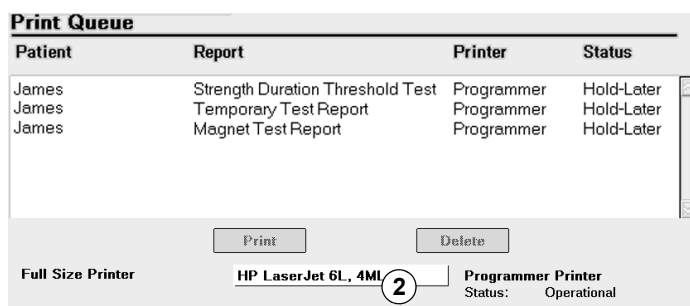 Print Queue
Patient Report Printer Status
James Strength Duration Threshold Test Programmer Hold-Later
James Temporary Test Report Programmer Hold-Later
James Magnet Test Report Programmer Hold-Later
Print Delete
Full Size Printer HP LaserJet 6L, 4ML 2 Programmer Printer
Status: Operational